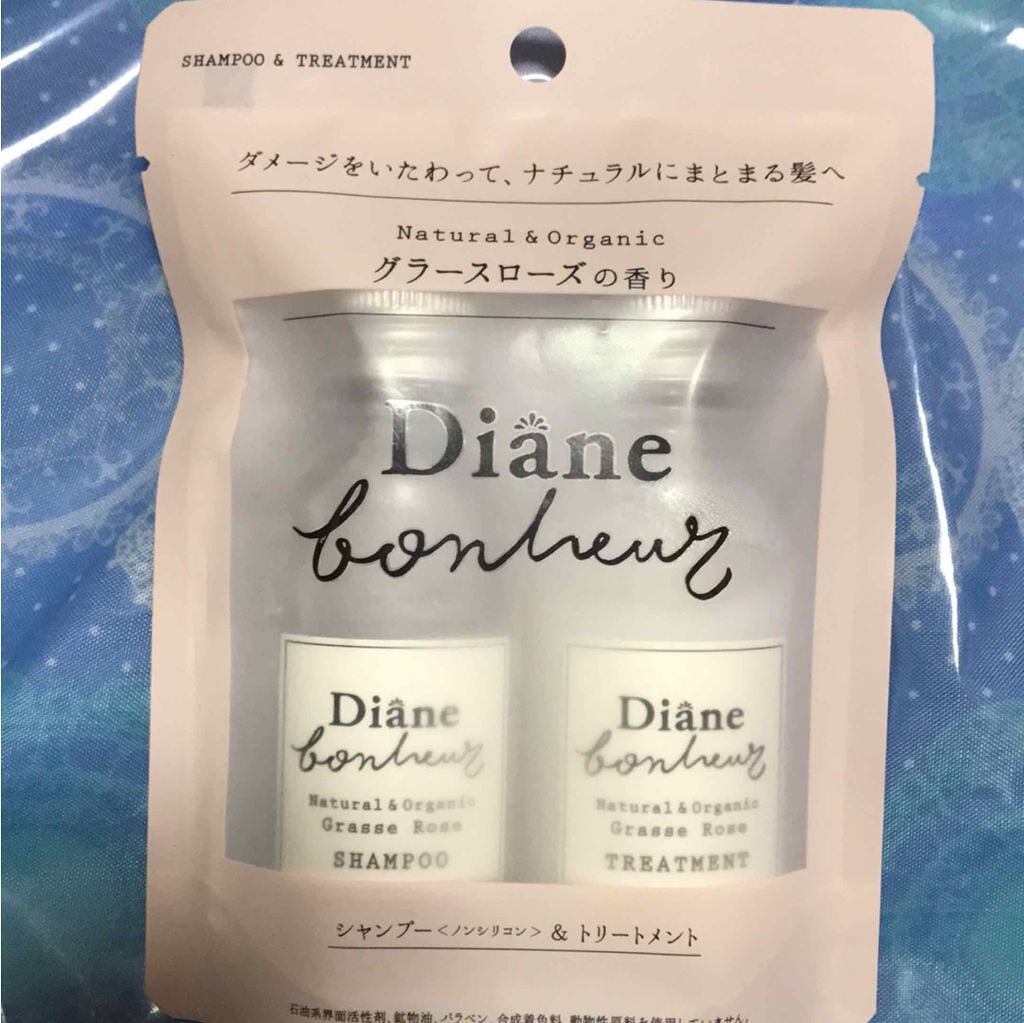 SHAMPOO & TREATMENT
ダメージをいたわって、ナチュラルにまとまる髪へ
Natural & Organic
グラースローズの香り
Diane
bonheur
Diane
bonheur
Natural & Organic
Grasse Rose
SHAMPOO
Diane
bonheur
Natural & Organic
Grasse Rose
TREATMENT
シャンプー<ノンシリコン> & トリートメント
石油系界面活性剤、鉱物油、パラベン、合成着色料、動物性原料を使用していません。